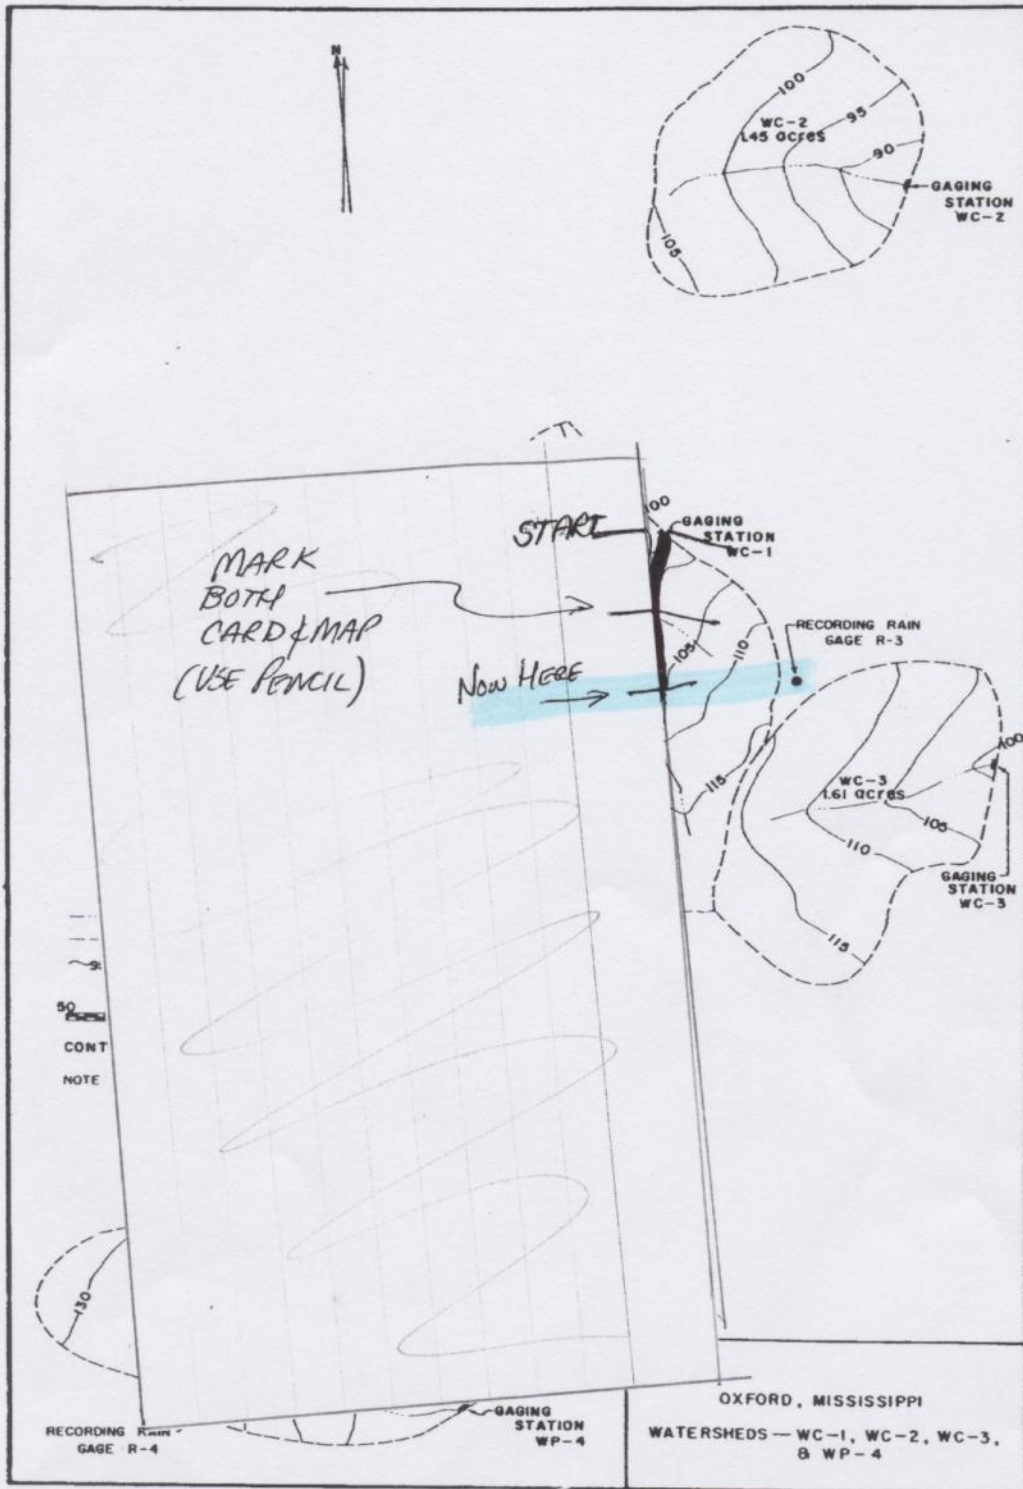 N
100
WC-2
1.45 acres
95
90
GAGING
STATION
WC-2
105
START
100
GAGING
STATION
WC-1
MARK
BOTH
CARD & MAP
(USE PENCIL)
RECORDING RAIN
GAGE R-3
105
110
NOW HERE
115
WC-3
1.61 acres
100
105
110
GAGING
STATION
WC-3
115
50
CONT
NOTE
130
RECORDING RAIN
GAGE R-4
GAGING
STATION
WP-4
OXFORD, MISSISSIPPI
WATERSHEDS — WC-1, WC-2, WC-3,
& WP-4